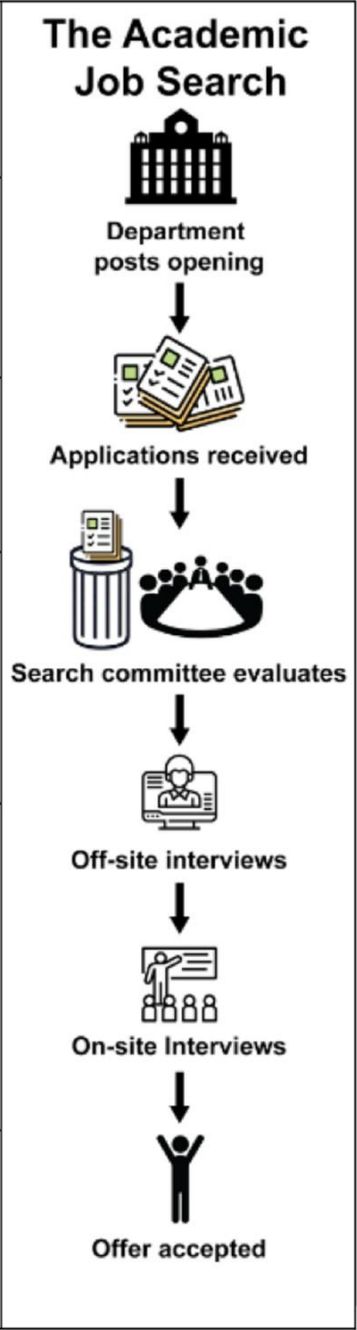 The Academic
Job Search
Department
posts opening
Applications received
Search committee evaluates
Off-site interviews
On-site Interviews
Offer accepted